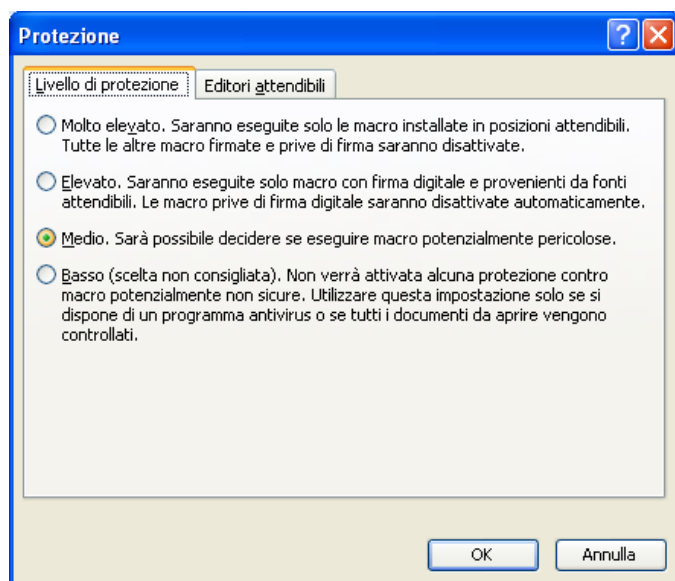 Protezione
Livello di protezione Editori attendibili
Molto elevato. Saranno eseguite solo le macro installate in posizioni attendibili.
Tutte le altre macro firmate e prive di firma saranno disattivate.
Elevato. Saranno eseguite solo macro con firma digitale e provenienti da fonti
attendibili. Le macro prive di firma digitale saranno disattivate automaticamente.
Medio. Sarà possibile decidere se eseguire macro potenzialmente pericolose.
Basso (scelta non consigliata). Non verrà attivata alcuna protezione contro
macro potenzialmente non sicure. Utilizzare questa impostazione solo se si
dispone di un programma antivirus o se tutti i documenti da aprire vengono
controllati.
OK Annulla